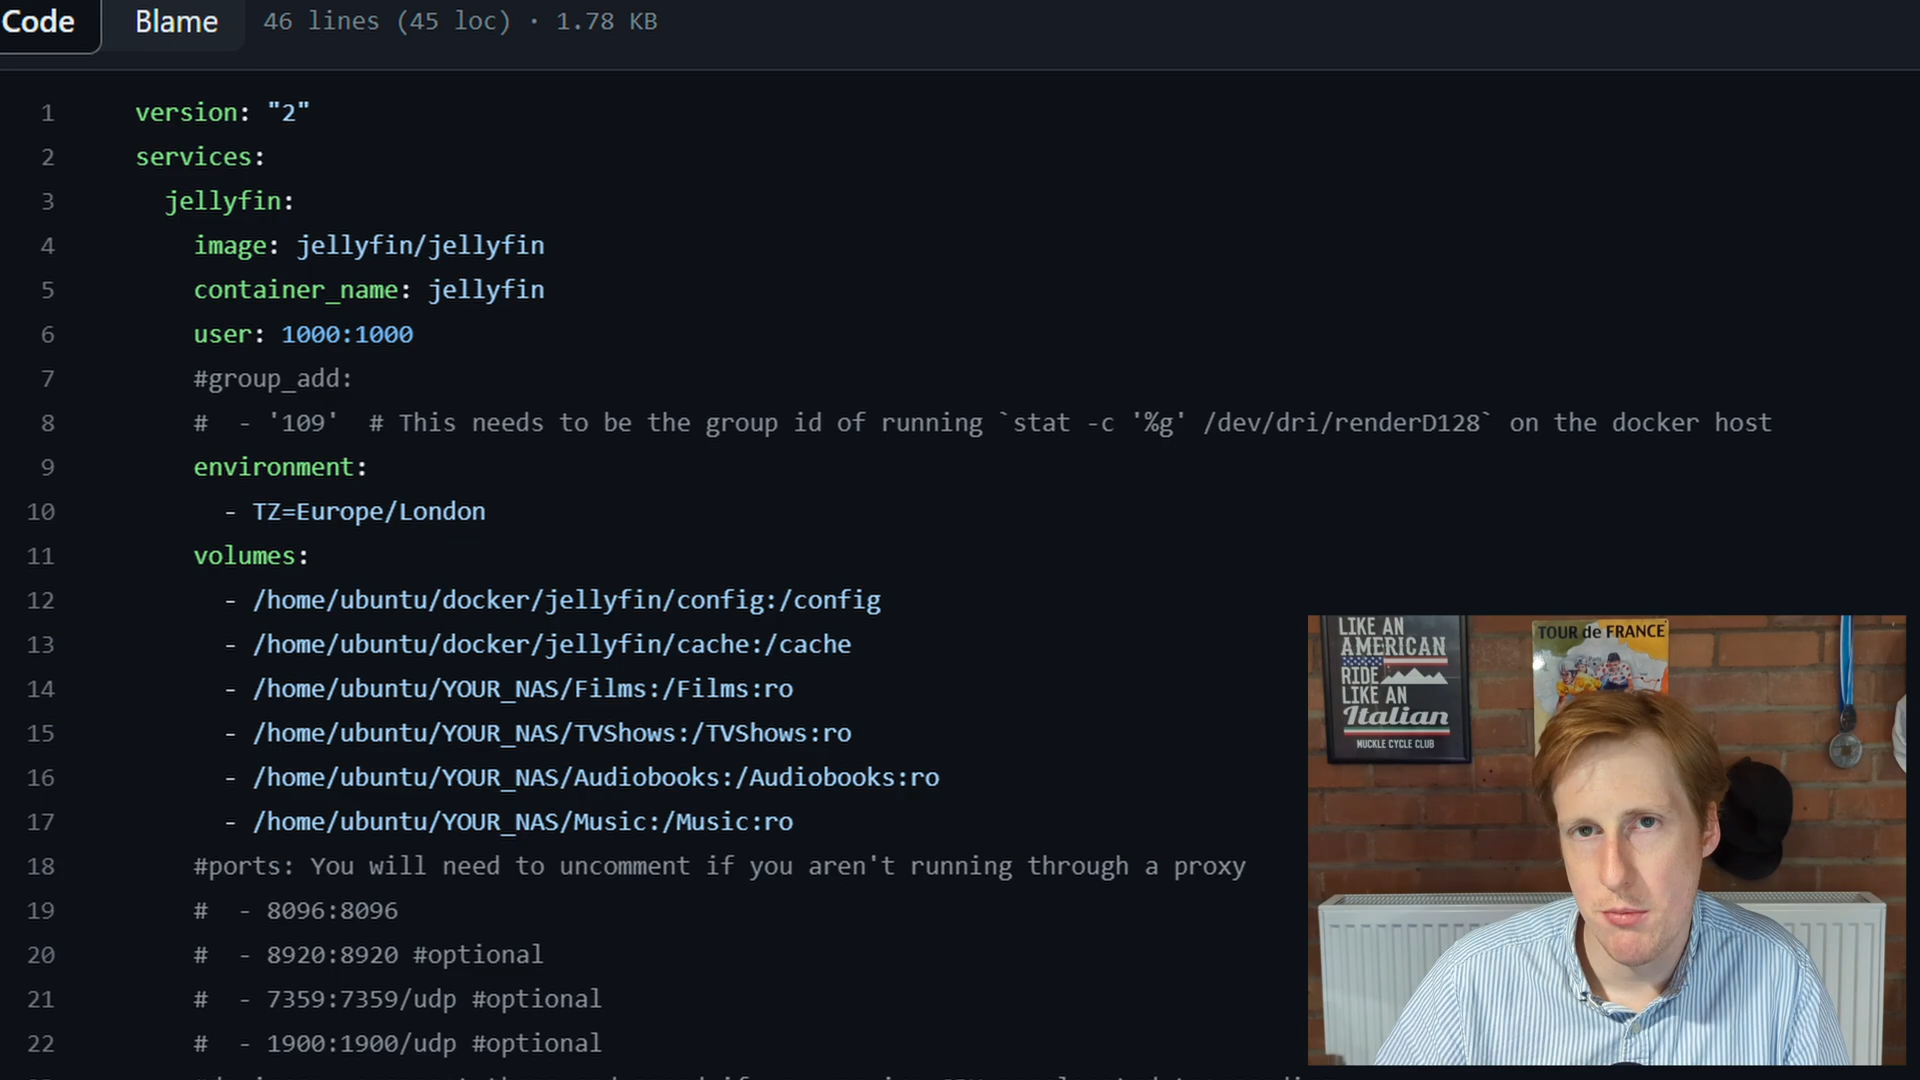 Code Blame 46 lines (45 loc) · 1.78 KB
1 version: "2"
2 services:
3   jellyfin:
4     image: jellyfin/jellyfin
5     container_name: jellyfin
6     user: 1000:1000
7     #group_add:
8     #  - '109'  # This needs to be the group id of running `stat -c '%g' /dev/dri/renderD128` on the docker host
9     environment:
10       - TZ=Europe/London
11     volumes:
12       - /home/ubuntu/docker/jellyfin/config:/config
13       - /home/ubuntu/docker/jellyfin/cache:/cache
14       - /home/ubuntu/YOUR_NAS/Films:/Films:ro
15       - /home/ubuntu/YOUR_NAS/TVShows:/TVShows:ro
16       - /home/ubuntu/YOUR_NAS/Audiobooks:/Audiobooks:ro
17       - /home/ubuntu/YOUR_NAS/Music:/Music:ro
18     #ports: You will need to uncomment if you aren't running through a proxy
19     #  - 8096:8096
20     #  - 8920:8920 #optional
21     #  - 7359:7359/udp #optional
22     #  - 1900:1900/udp #optional
LIKE AN
AMERICAN
RIDE
LIKE AN
Italian
MUCKLE CYCLE CLUB
TOUR de FRANCE